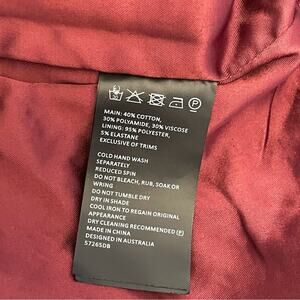 MAIN: 40% COTTON,
30% POLYAMIDE, 30% VISCOSE
LINING: 95% POLYESTER,
5% ELASTANE
EXCLUSIVE OF TRIMS
COLD HAND WASH
SEPARATELY
REDUCED SPIN
DO NOT BLEACH, RUB, SOAK OR
WRING
DO NOT TUMBLE DRY
DRY IN SHADE
COOL IRON TO REGAIN ORIGINAL
APPEARANCE
DRY CLEANING RECOMMENDED (P)
MADE IN CHINA
DESIGNED IN AUSTRALIA
57265DB